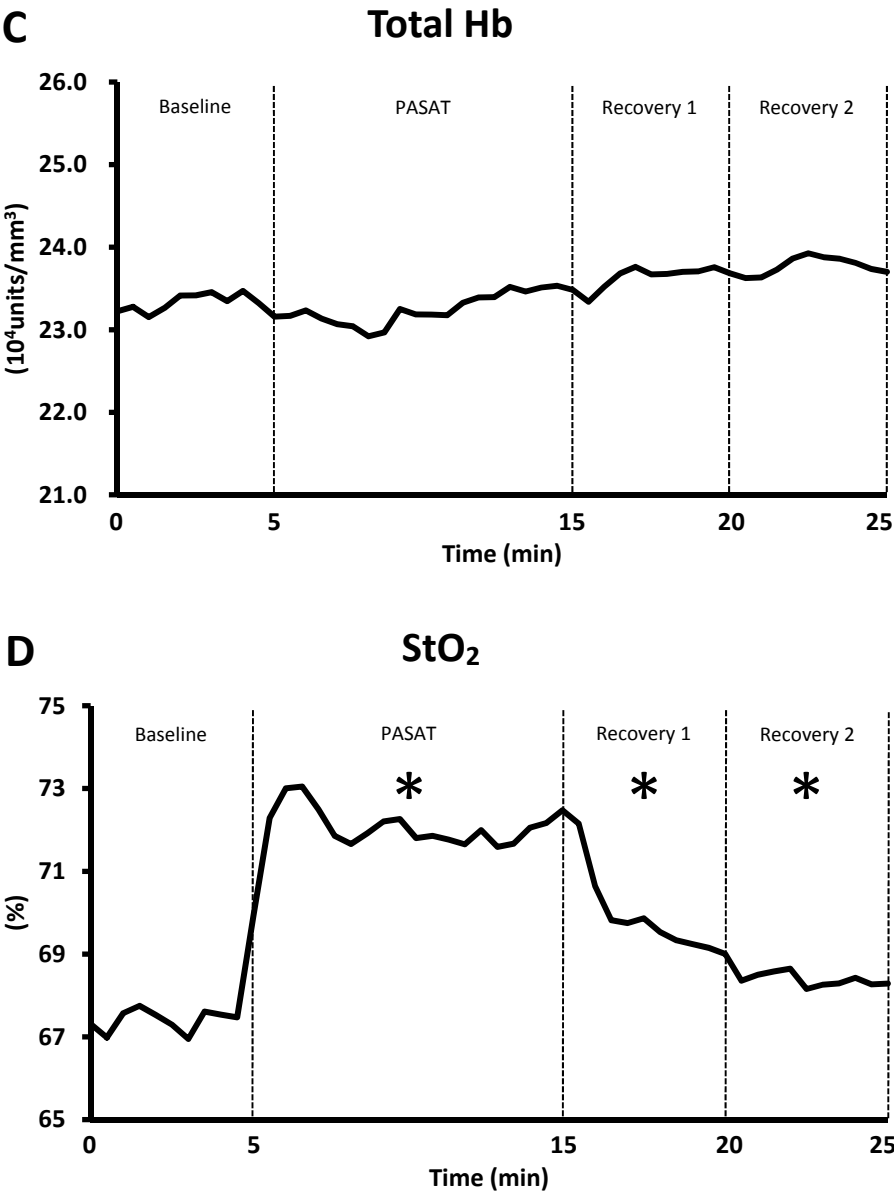 C
Total Hb
26.0
25.0
24.0
23.0
22.0
21.0
(10⁴units/mm³)
Baseline PASAT Recovery 1 Recovery 2
0 5 15 20 25
Time (min)
D
StO₂
75
73
71
69
67
65
(%)
Baseline PASAT Recovery 1 Recovery 2
* * *
0 5 15 20 25
Time (min)